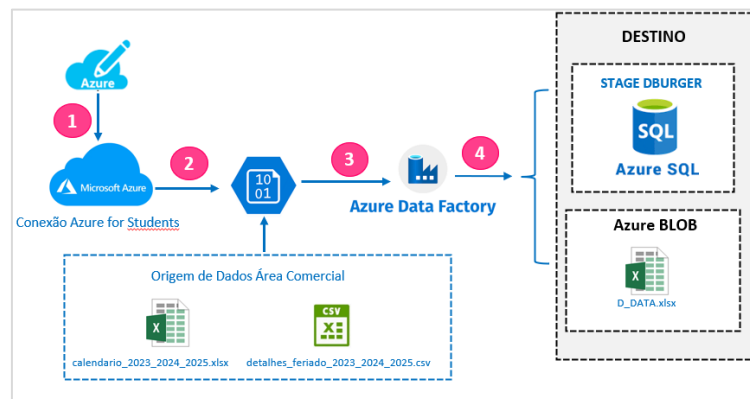 Azure
1
Microsoft Azure
Conexão Azure for Students
2
10
01
3
Azure Data Factory
4
Origem de Dados Área Comercial
calendario_2023_2024_2025.xlsx
CSV
detalhes_feriado_2023_2024_2025.csv
DESTINO
STAGE DBURGER
SQL
Azure SQL
Azure BLOB
X
D_DATA.xlsx